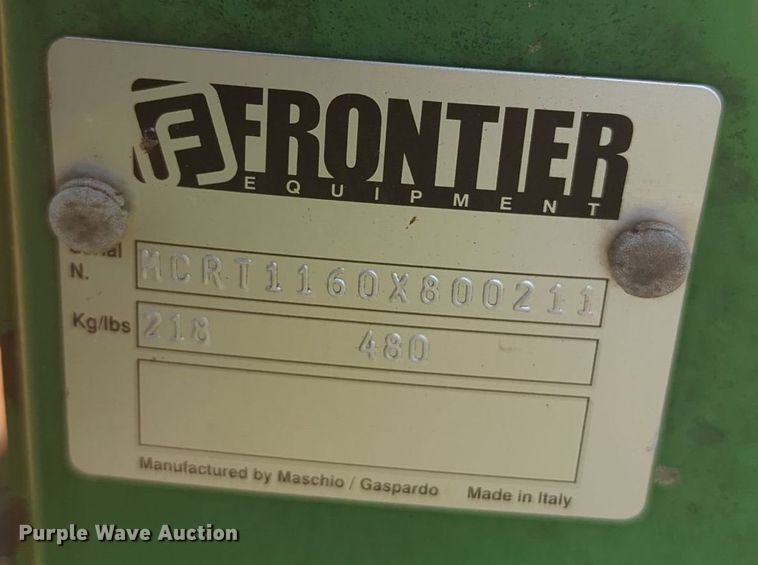 FRONTIER
EQUIPMENT
Serial
N. MCRT1160X800211
Kg/lbs 218 480
Manufactured by Maschio / Gaspardo Made in Italy
Purple Wave Auction